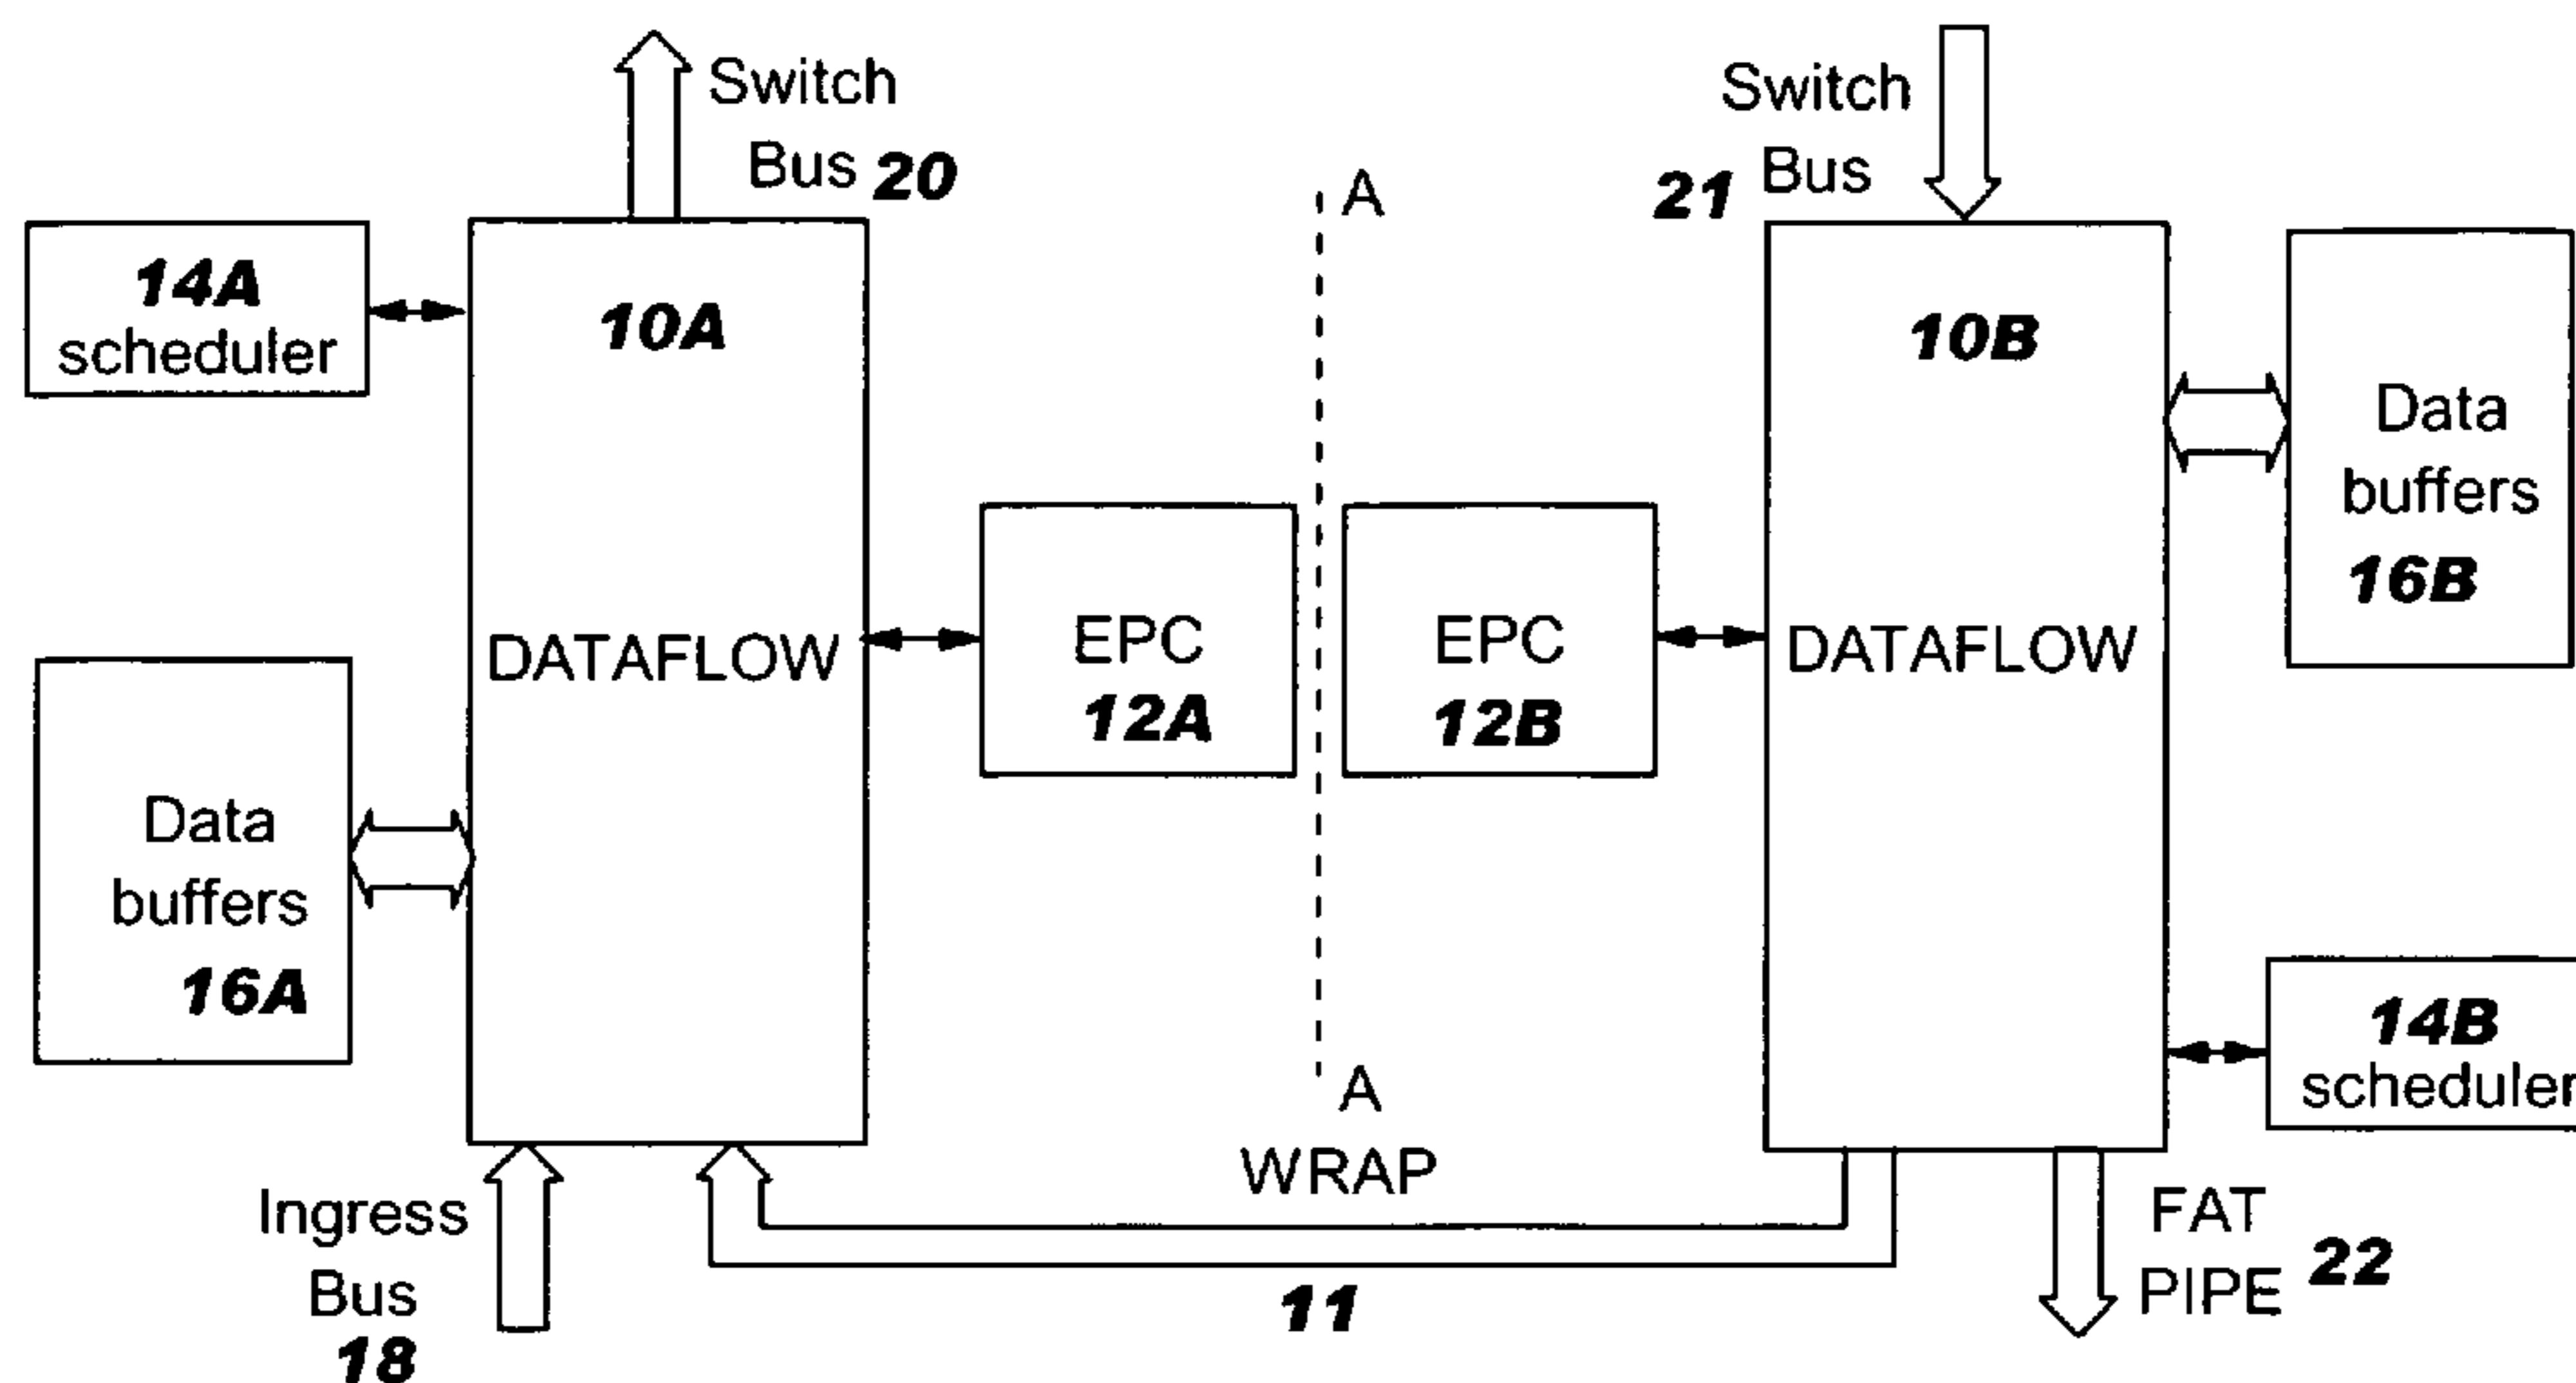 Switch
Bus 20
Switch
21 Bus
A
14A
scheduler
10A
DATAFLOW
EPC
12A
EPC
12B
10B
DATAFLOW
Data
buffers
16B
Data
buffers
16A
A
14B
scheduler
WRAP
Ingress
Bus
18
11
FAT
PIPE 22